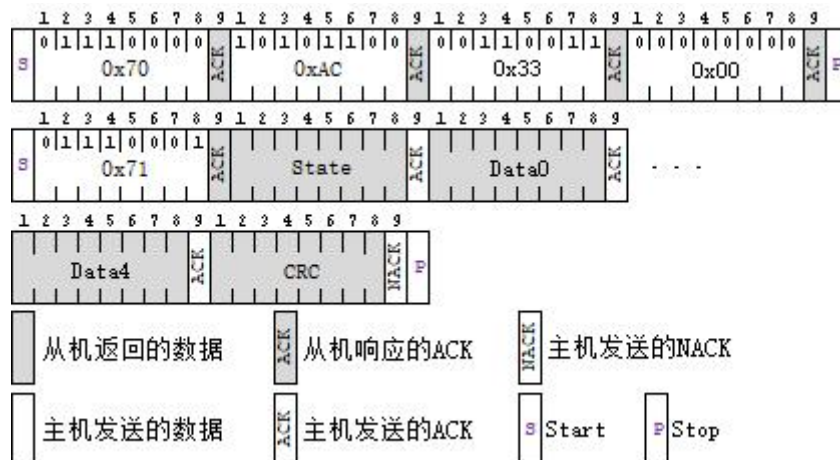 1 2 3 4 5 6 7 8 9 1 2 3 4 5 6 7 8 9 1 2 3 4 5 6 7 8 9 1 2 3 4 5 6 7 8 9
0 1 1 1 0 0 0 0 1 0 1 0 1 1 0 0 0 0 1 1 0 0 1 1 0 0 0 0 0 0 0 0
S 0x70 ACK 0xAC ACK 0x33 ACK 0x00 ACK P
1 2 3 4 5 6 7 8 9 1 2 3 4 5 6 7 8 9 1 2 3 4 5 6 7 8 9
0 1 1 1 0 0 0 1
S 0x71 ACK State ACK Data0 ACK ....
1 2 3 4 5 6 7 8 9 1 2 3 4 5 6 7 8 9
Data4 ACK CRC NACK P
从机返回的数据 ACK 从机响应的ACK NACK 主机发送的NACK
主机发送的数据 ACK 主机发送的ACK S Start P Stop